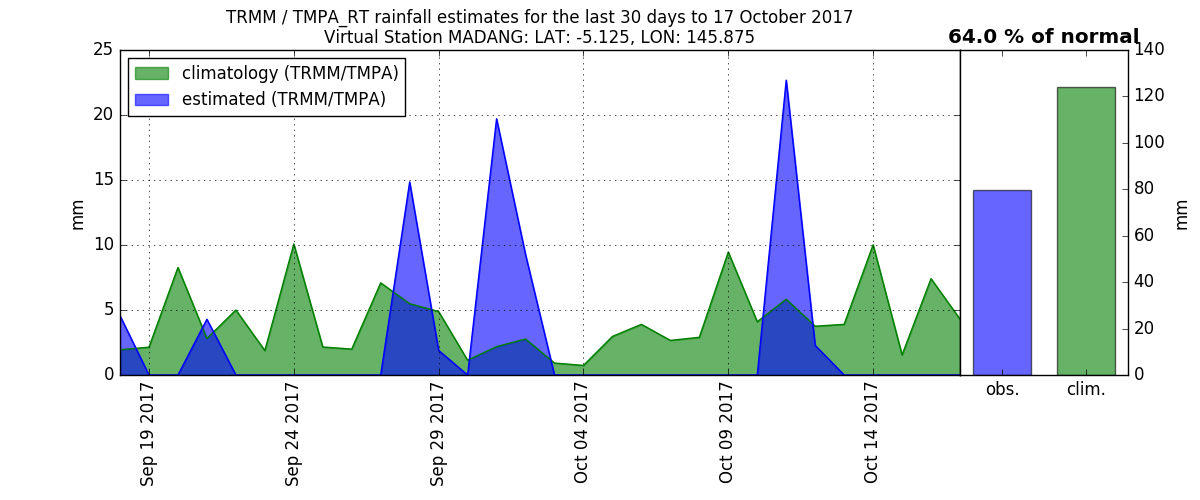 TRMM / TMPA_RT rainfall estimates for the last 30 days to 17 October 2017
Virtual Station MADANG: LAT: -5.125, LON: 145.875
64.0 % of normal
climatology (TRMM/TMPA)
estimated (TRMM/TMPA)
25
20
15
10
5
0
mm
Sep 19 2017
Sep 24 2017
Sep 29 2017
Oct 04 2017
Oct 09 2017
Oct 14 2017
140
120
100
80
60
40
20
0
mm
obs.
clim.